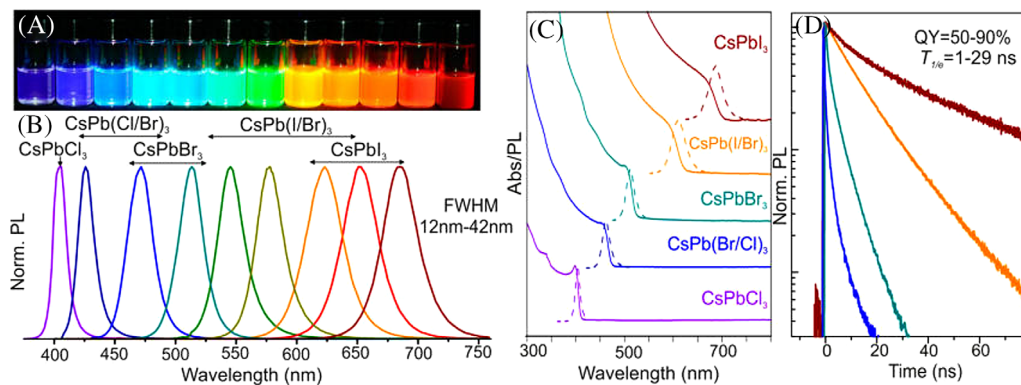 (A)
(B)
CsPb(Cl/Br)3
CsPb(I/Br)3
CsPbCl3
CsPbBr3
CsPbI3
FWHM
12nm-42nm
Norm. PL
400 450 500 550 600 650 700 750
Wavelength (nm)
(C)
CsPbI3
CsPb(I/Br)3
CsPbBr3
CsPb(Br/Cl)3
CsPbCl3
Abs/PL
300 500 700
Wavelength (nm)
(D)
QY=50-90%
T1/e=1-29 ns
Norm. PL
0 20 40 60
Time (ns)